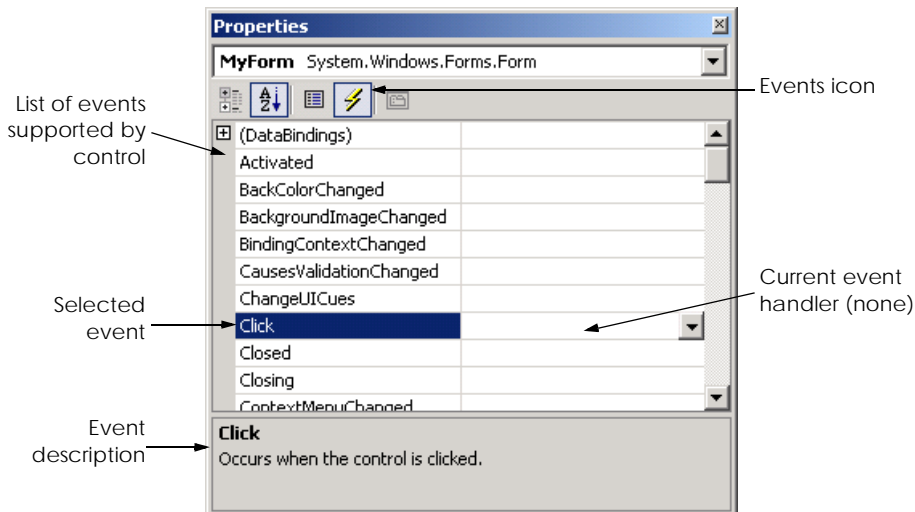 Properties
MyForm System.Windows.Forms.Form
Events icon
List of events
supported by
control
(DataBindings)
Activated
BackColorChanged
BackgroundImageChanged
BindingContextChanged
CausesValidationChanged
ChangeUICues
Selected
event
Click
Current event
handler (none)
Closed
Closing
ContextMenuChanged
Event
description
Click
Occurs when the control is clicked.